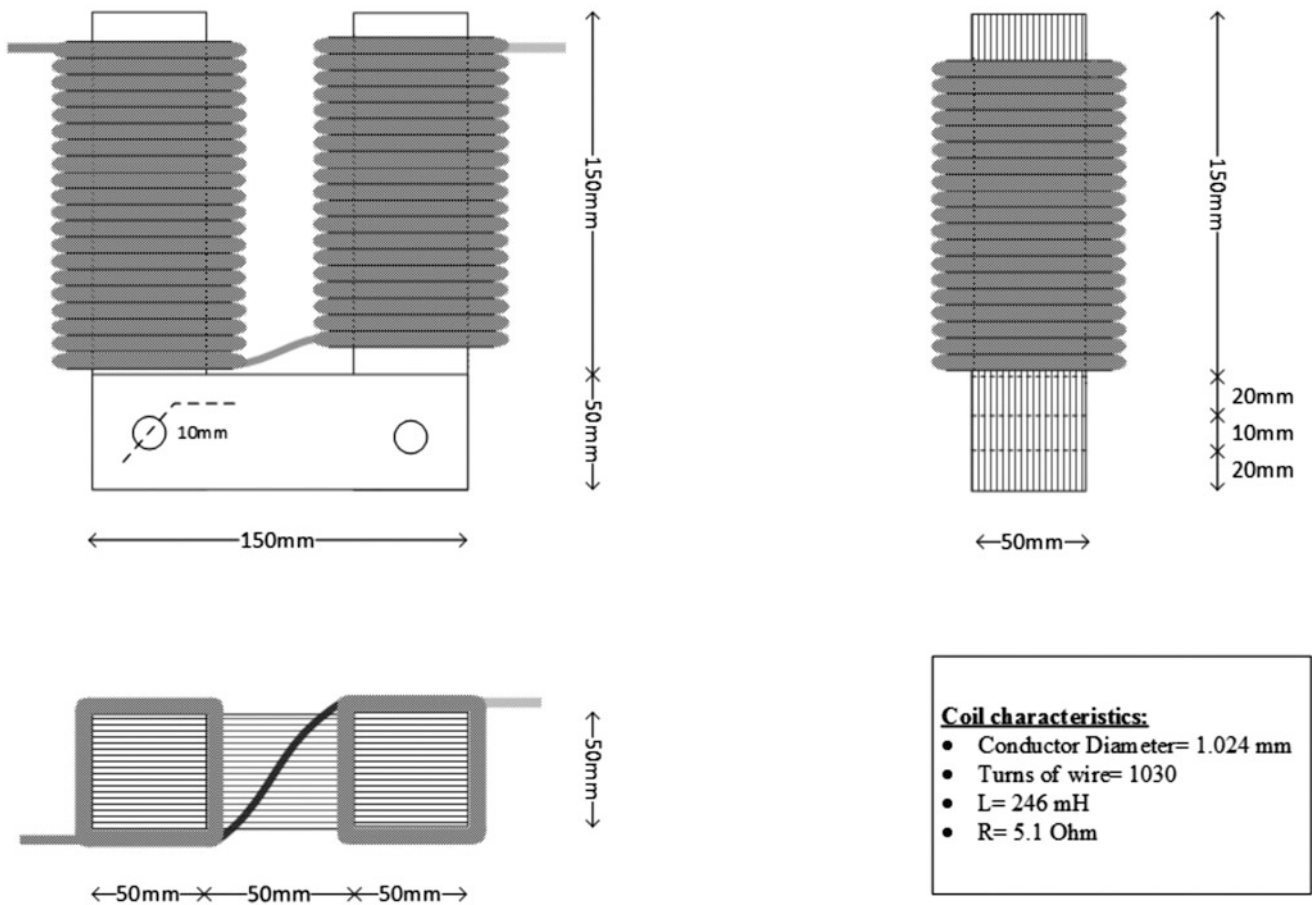 150mm
50mm
10mm
150mm
150mm
20mm
10mm
20mm
50mm
50mm
50mm
50mm
50mm
Coil characteristics:
• Conductor Diameter= 1.024 mm
• Turns of wire= 1030
• L= 246 mH
• R= 5.1 Ohm